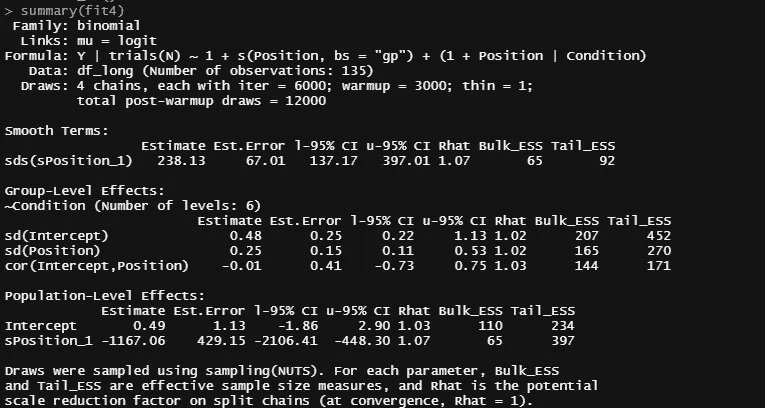 > summary(fit4)
Family: binomial
Links: mu = logit
Formula: Y | trials(N) ~ 1 + s(Position, bs = "gp") + (1 + Position | Condition)
Data: df_long (Number of observations: 135)
Draws: 4 chains, each with iter = 6000; warmup = 3000; thin = 1;
total post-warmup draws = 12000
Smooth Terms:
Estimate Est.Error l-95% CI u-95% CI Rhat Bulk_ESS Tail_ESS
sds(sPosition_1) 238.13 67.01 137.17 397.01 1.07 65 92
Group-Level Effects:
~Condition (Number of levels: 6)
Estimate Est.Error l-95% CI u-95% CI Rhat Bulk_ESS Tail_ESS
sd(Intercept) 0.48 0.25 0.22 1.13 1.02 207 452
sd(Position) 0.25 0.15 0.11 0.53 1.02 165 270
cor(Intercept,Position) -0.01 0.41 -0.73 0.75 1.03 144 171
Population-Level Effects:
Estimate Est.Error l-95% CI u-95% CI Rhat Bulk_ESS Tail_ESS
Intercept 0.49 1.13 -1.86 2.90 1.03 110 234
sPosition_1 -1167.06 429.15 -2106.41 -448.30 1.07 65 397
Draws were sampled using sampling(NUTS). For each parameter, Bulk_ESS
and Tail_ESS are effective sample size measures, and Rhat is the potential
scale reduction factor on split chains (at convergence, Rhat = 1).